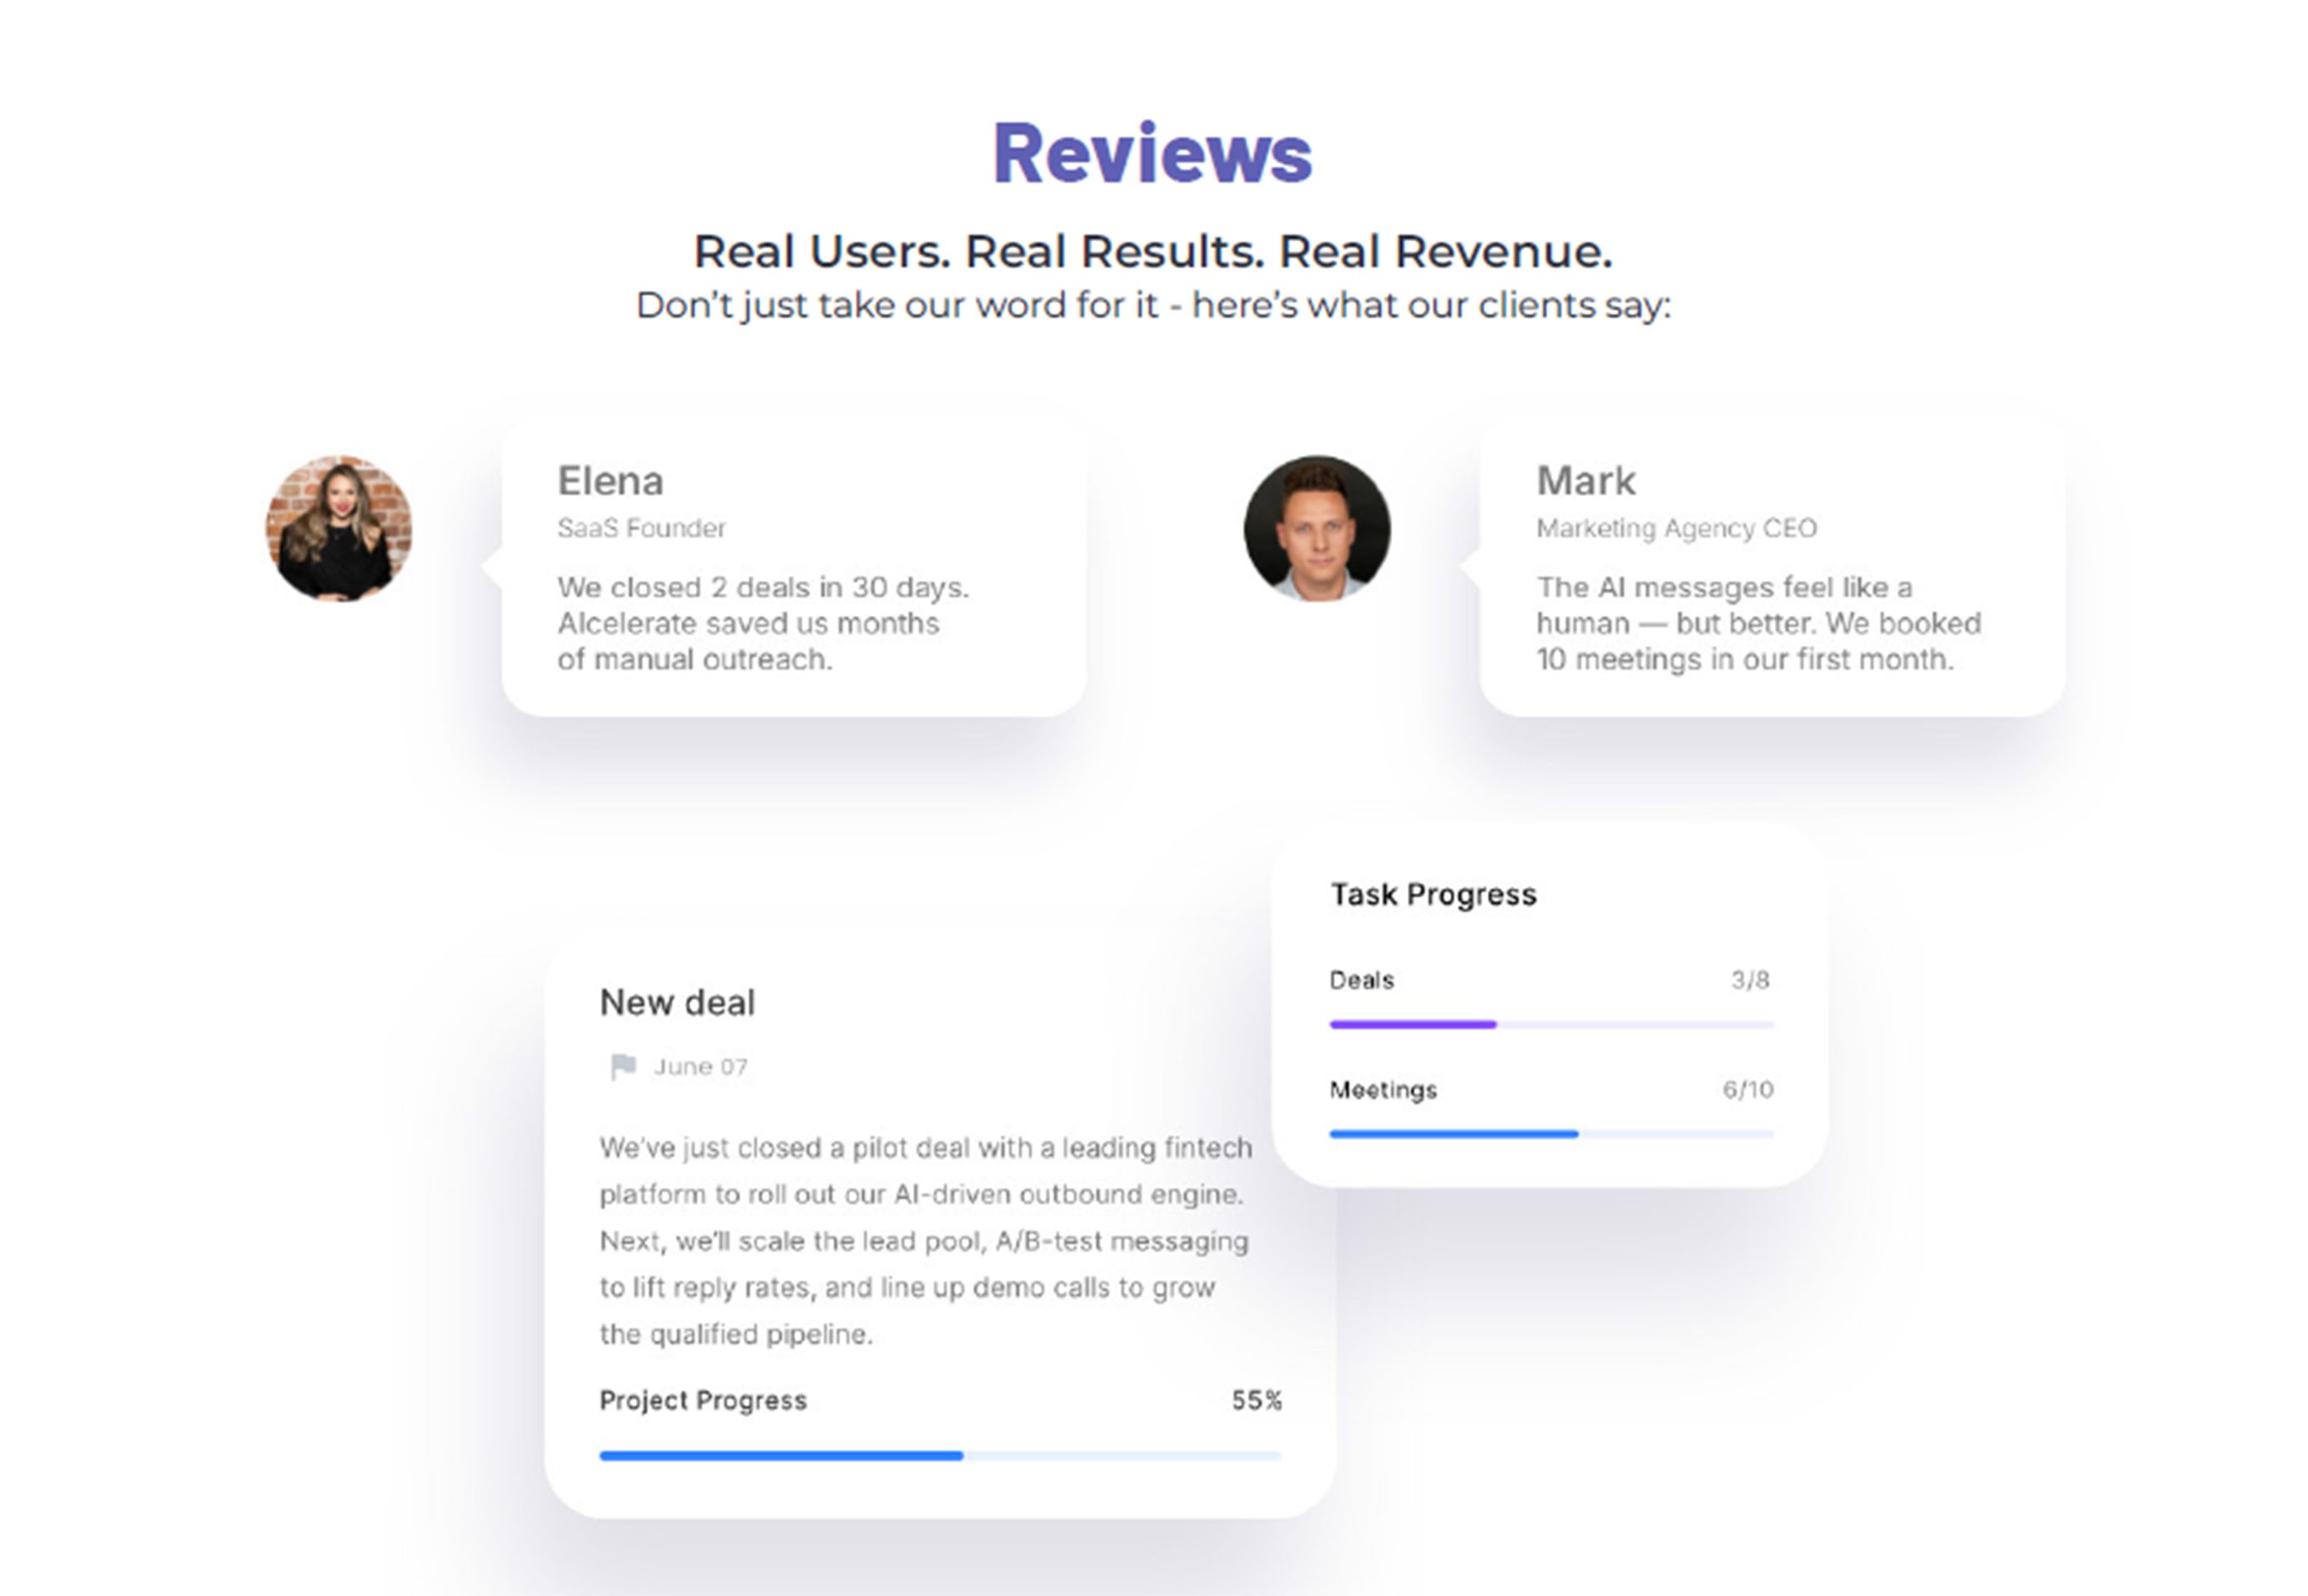 Reviews
Real Users. Real Results. Real Revenue.
Don’t just take our word for it - here’s what our clients say:
Elena
SaaS Founder
We closed 2 deals in 30 days.
AIcelerate saved us months
of manual outreach.
Mark
Marketing Agency CEO
The AI messages feel like a
human — but better. We booked
10 meetings in our first month.
Task Progress
Deals 3/8
Meetings 6/10
New deal
June 07
We’ve just closed a pilot deal with a leading fintech
platform to roll out our AI-driven outbound engine.
Next, we’ll scale the lead pool, A/B-test messaging
to lift reply rates, and line up demo calls to grow
the qualified pipeline.
Project Progress 55%